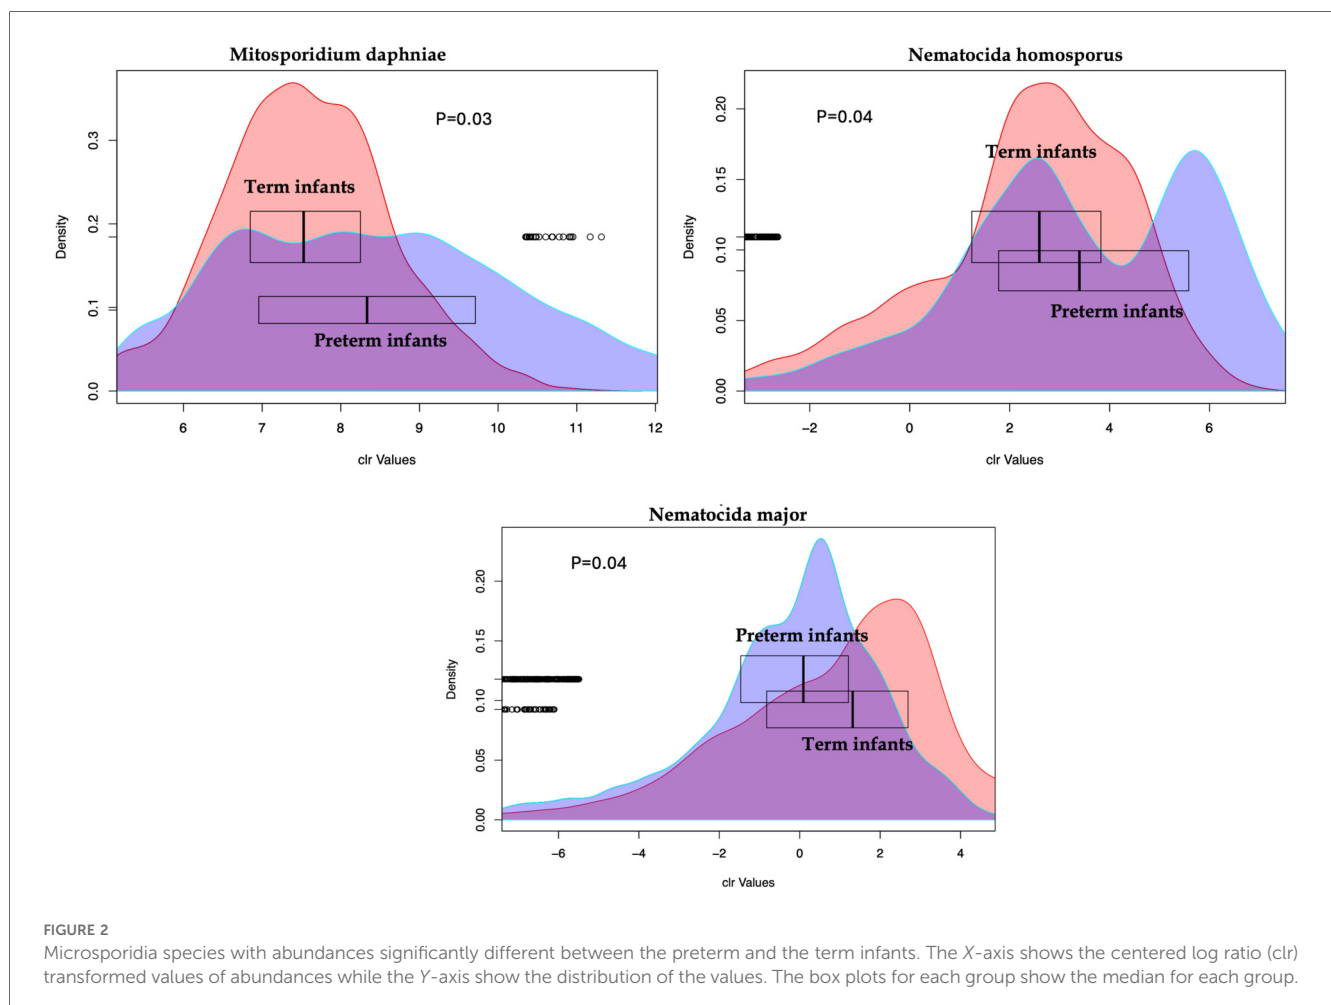 Mitosporidium daphniae
P=0.03
Term infants
Preterm infants
Density
0.0
0.1
0.2
0.3
6
7
8
9
10
11
12
clr Values
Nematocida homosporus
P=0.04
Term infants
Preterm infants
Density
0.00
0.05
0.10
0.15
0.20
−2
0
2
4
6
clr Values
Nematocida major
P=0.04
Preterm infants
Term infants
Density
0.00
0.05
0.10
0.15
0.20
−6
−4
−2
0
2
4
clr Values
FIGURE 2
Microsporidia species with abundances significantly different between the preterm and the term infants. The X-axis shows the centered log ratio (clr)
transformed values of abundances while the Y-axis show the distribution of the values. The box plots for each group show the median for each group.